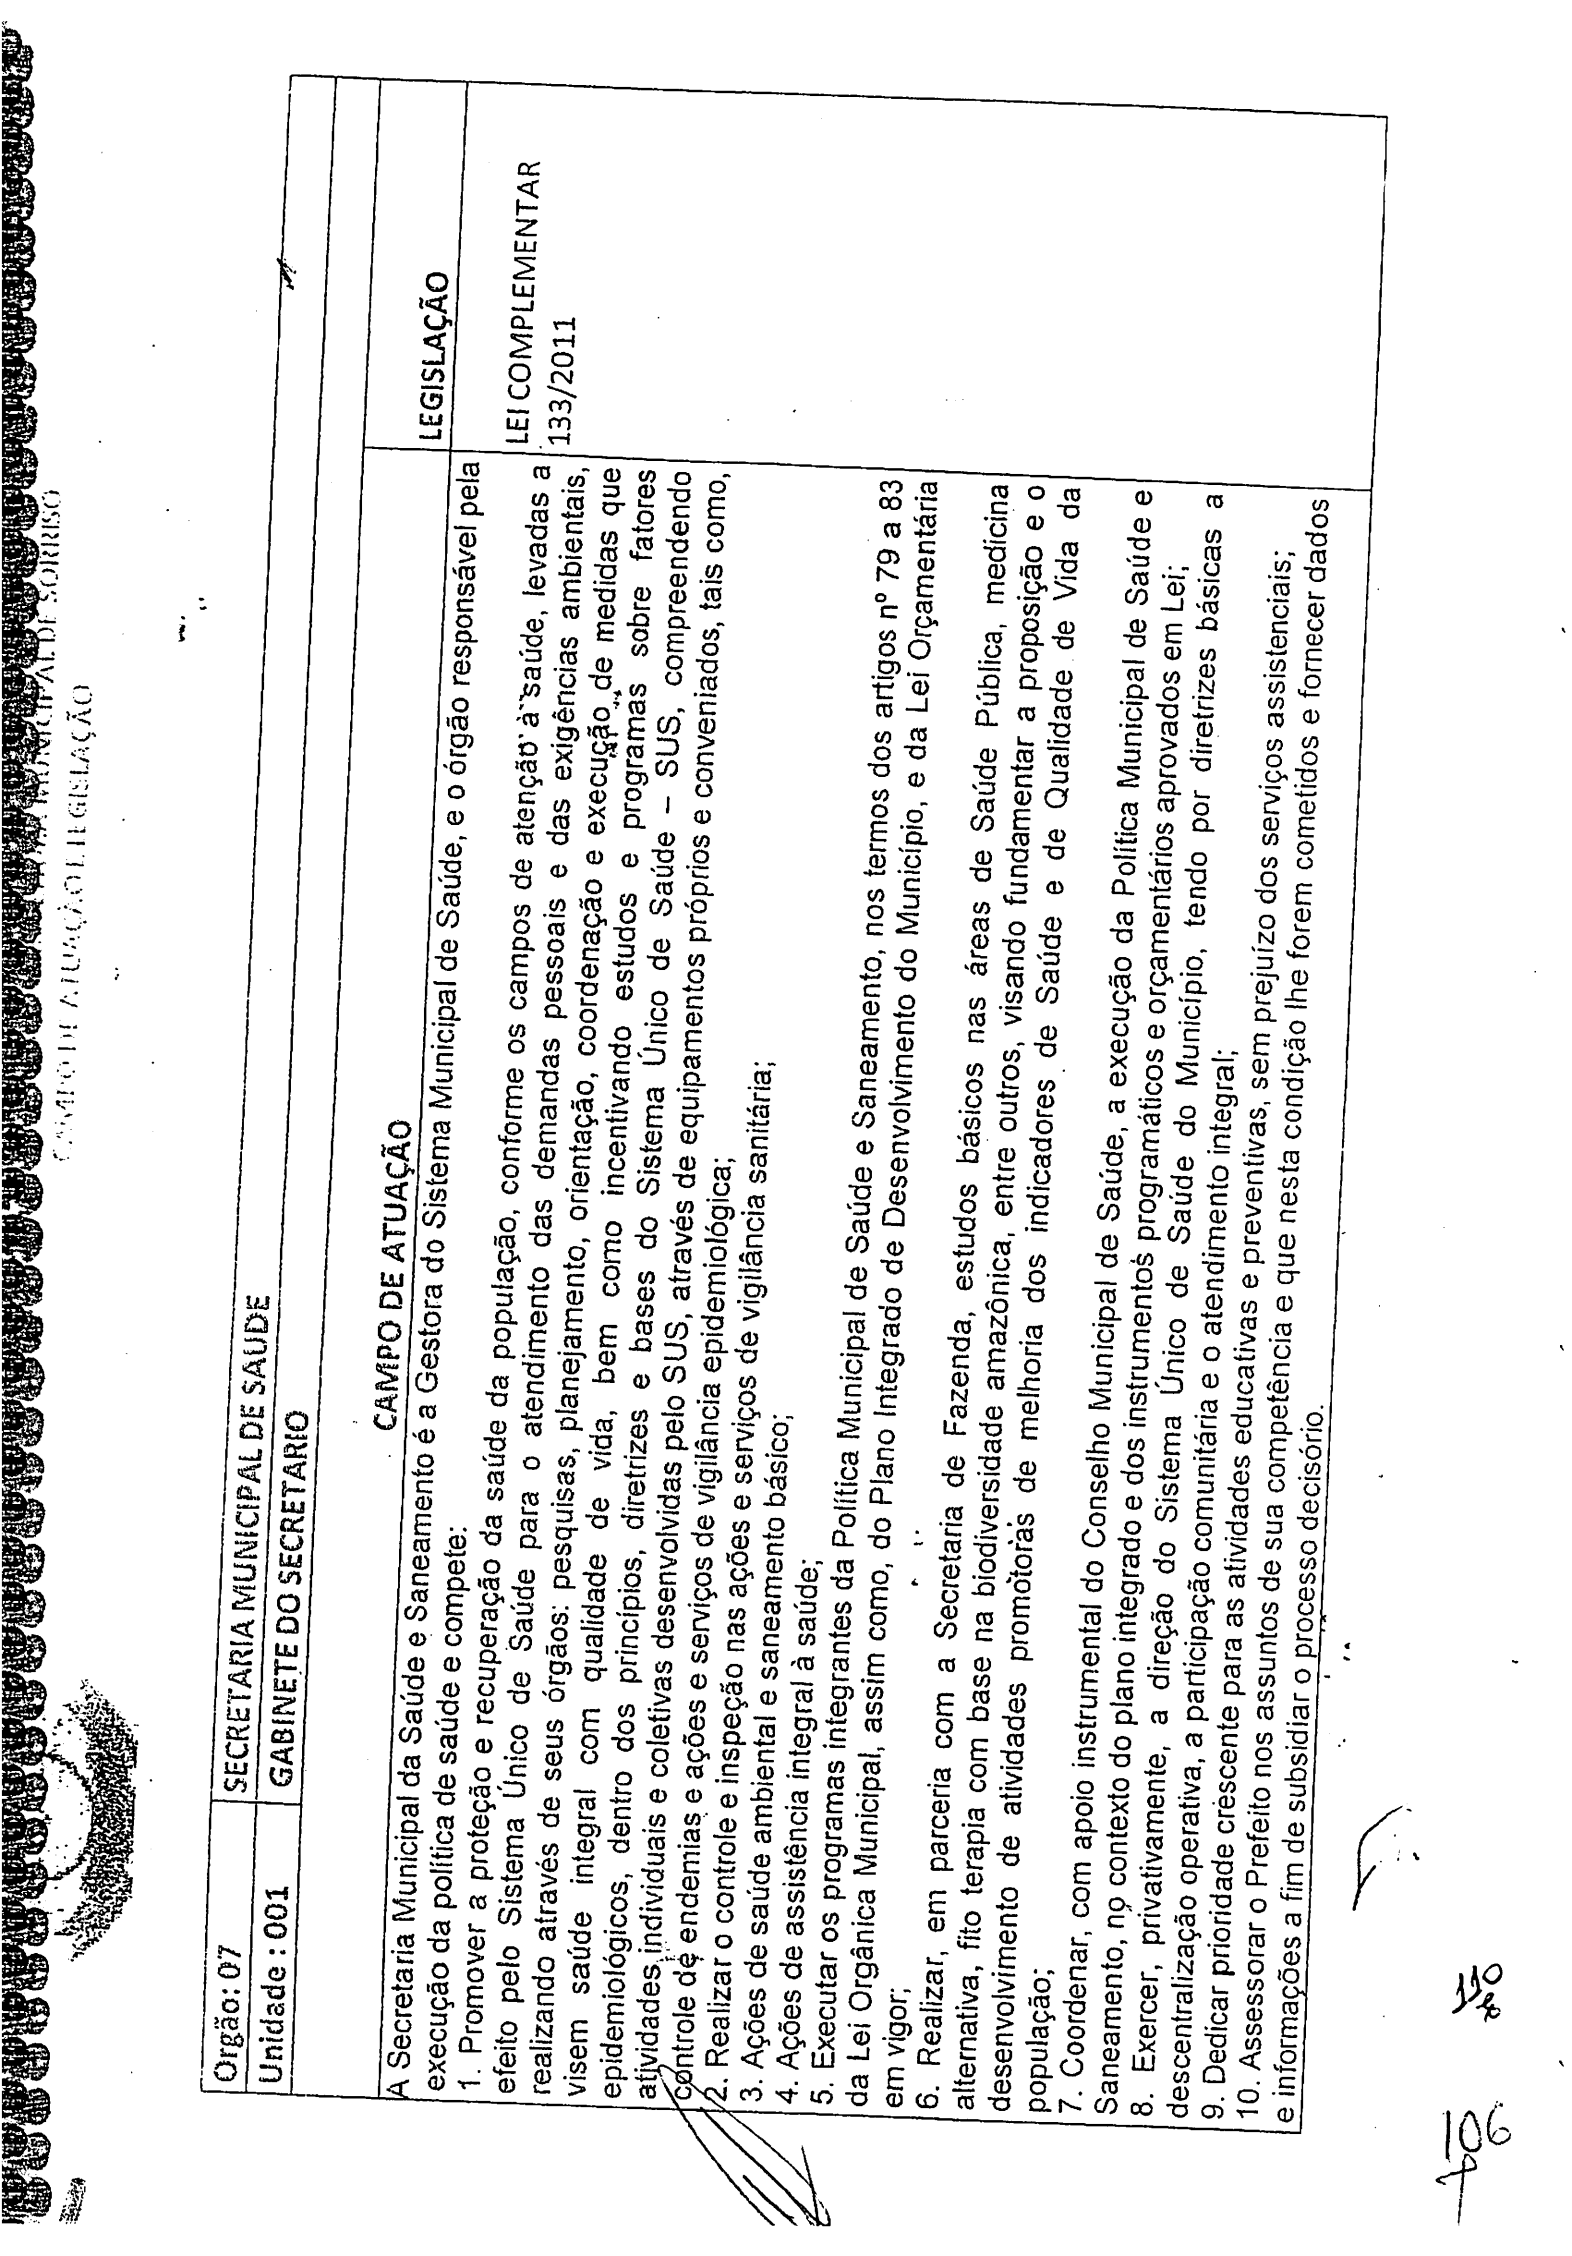 MUNICIPAL DE SORRISO
CAMPO DE ATUAÇÃO E LEGISLAÇÃO
Orgão: 07 SECRETARIA MUNICIPAL DE SAUDE
Unidade : 001 GABINETE DO SECRETARIO
CAMPO DE ATUAÇÃO
LEGISLAÇÃO
A Secretaria Municipal da Saúde e Saneamento é a Gestora do Sistema Municipal de Saúde, e o órgão responsável pela
execução da política de saúde e compete:
1. Promover a proteção e recuperação da saúde da população, conforme os campos de atenção à saúde, levadas a
efeito pelo Sistema Único de Saúde para o atendimento das demandas pessoais e das exigências ambientais,
realizando através de seus órgãos: pesquisas, planejamento, orientação, coordenação e execução de medidas que
visem saúde integral com qualidade de vida, bem como incentivando estudos e programas sobre fatores
epidemiológicos, dentro dos princípios, diretrizes e bases do Sistema Único de Saúde – SUS, compreendendo
atividades individuais e coletivas desenvolvidas pelo SUS, através de equipamentos próprios e conveniados, tais como,
controle de endemias e ações e serviços de vigilância epidemiológica;
2. Realizar o controle e inspeção nas ações e serviços de vigilância sanitária;
3. Ações de saúde ambiental e saneamento básico;
4. Ações de assistência integral à saúde;
5. Executar os programas integrantes da Política Municipal de Saúde e Saneamento, nos termos dos artigos nº 79 a 83
da Lei Orgânica Municipal, assim como, do Plano Integrado de Desenvolvimento do Município, e da Lei Orçamentária
em vigor;
6. Realizar, em parceria com a Secretaria de Fazenda, estudos básicos nas áreas de Saúde Pública, medicina
alternativa, fito terapia com base na biodiversidade amazônica, entre outros, visando fundamentar a proposição e o
desenvolvimento de atividades promotoras de melhoria dos indicadores de Saúde e de Qualidade de Vida da
população;
7. Coordenar, com apoio instrumental do Conselho Municipal de Saúde, a execução da Política Municipal de Saúde e
Saneamento, no contexto do plano integrado e dos instrumentos programáticos e orçamentários aprovados em Lei;
8. Exercer, privativamente, a direção do Sistema Único de Saúde do Município, tendo por diretrizes básicas a
descentralização operativa, a participação comunitária e o atendimento integral;
9. Dedicar prioridade crescente para as atividades educativas e preventivas, sem prejuízo dos serviços assistenciais;
10. Assessorar o Prefeito nos assuntos de sua competência e que nesta condição lhe forem cometidos e fornecer dados
e informações a fim de subsidiar o processo decisório.
LEI COMPLEMENTAR
133/2011
106
110